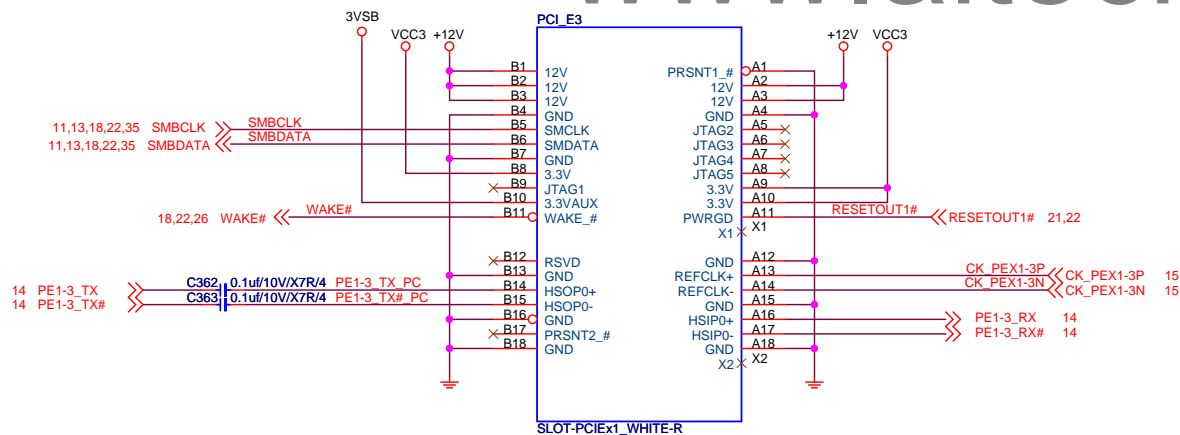 PCI_E3
3VSB
VCC3
+12V
+12V
VCC3
B1 12V PRSNT1_# A1
B2 12V 12V A2
B3 12V 12V A3
B4 GND GND A4
11,13,18,22,35 SMBCLK SMBCLK B5 SMCLK JTAG2 A5
11,13,18,22,35 SMBDATA SMBDATA B6 SMDATA JTAG3 A6
B7 GND JTAG4 A7
B8 3.3V JTAG5 A8
B9 JTAG1 3.3V A9
B10 3.3VAUX 3.3V A10
18,22,26 WAKE# WAKE# B11 WAKE_# PWRGD A11 RESETOUT1# RESETOUT1# 21,22
X1 X1
B12 RSVD GND A12
B13 GND REFCLK+ A13 CK_PEX1-3P CK_PEX1-3P 15
14 PE1-3_TX C362 0.1uf/10V/X7R/4 PE1-3_TX_PC B14 HSOP0+ REFCLK- A14 CK_PEX1-3N CK_PEX1-3N 15
14 PE1-3_TX# C363 0.1uf/10V/X7R/4 PE1-3_TX#_PC B15 HSOP0- GND A15
B16 GND HSIP0+ A16 PE1-3_RX 14
B17 PRSNT2_# HSIP0- A17 PE1-3_RX# 14
B18 GND GND A18
X2 X2
SLOT-PCIEx1_WHITE-R